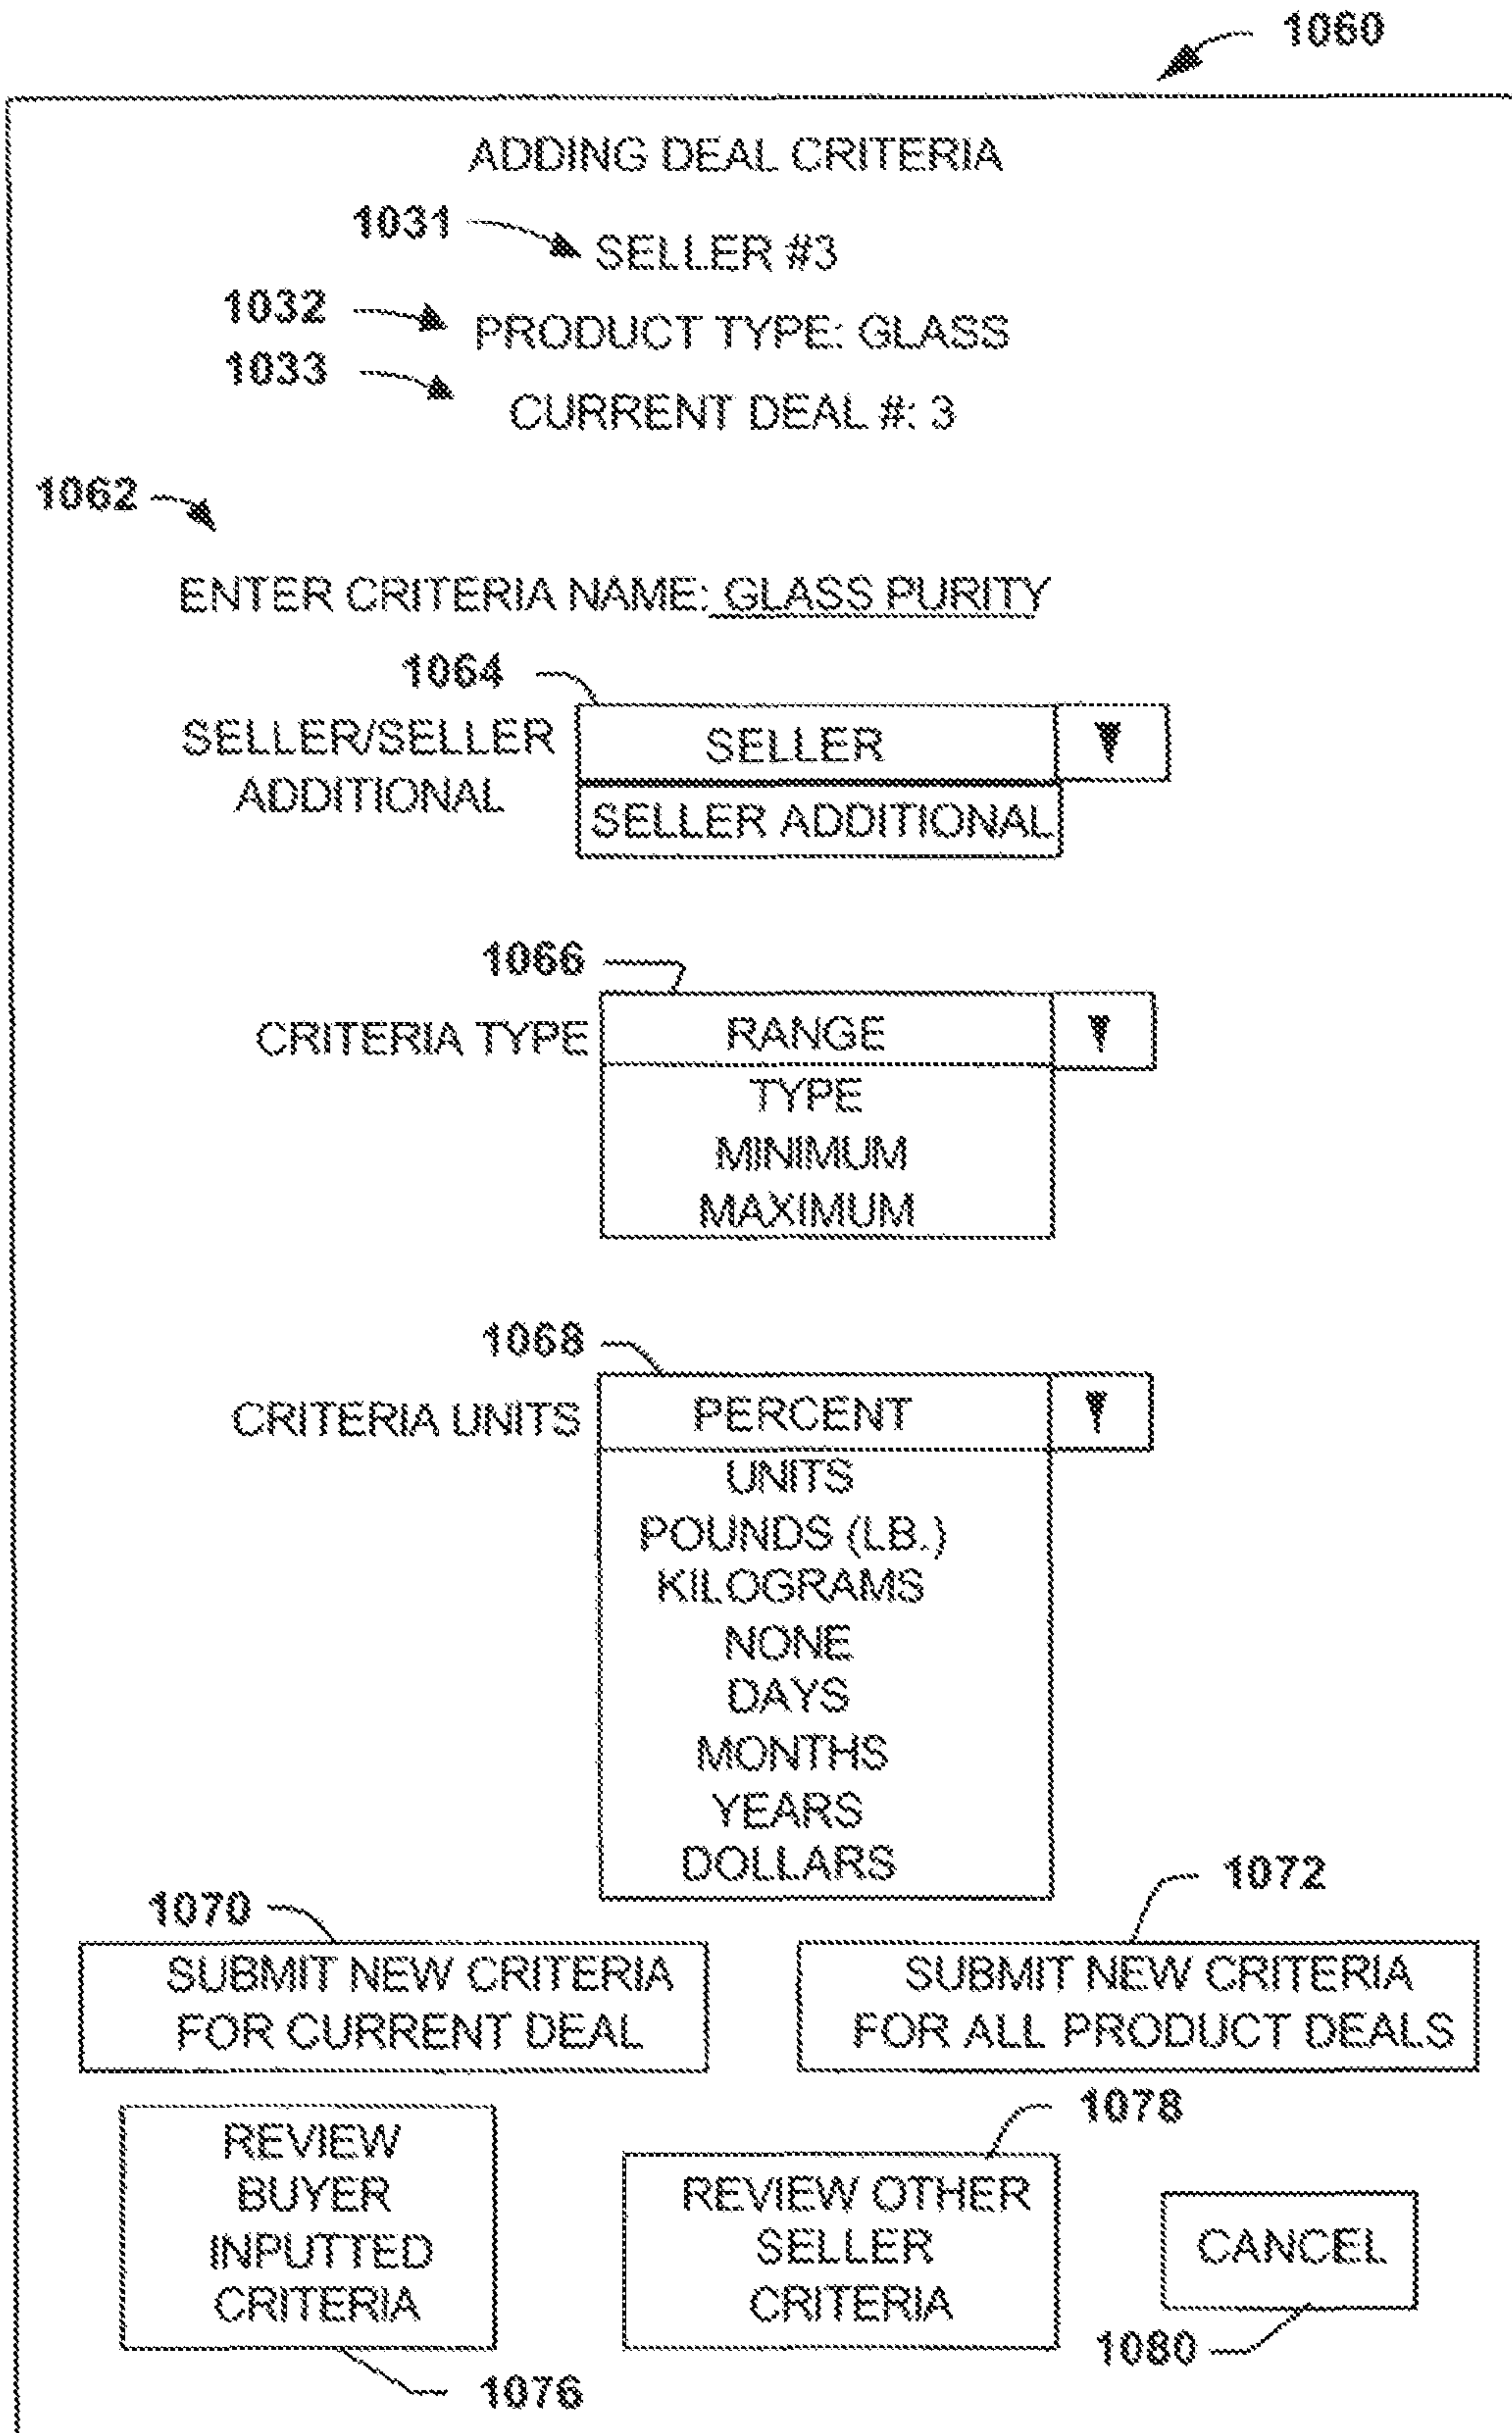 1060
ADDING DEAL CRITERIA
1031
SELLER #3
1032
PRODUCT TYPE: GLASS
1033
CURRENT DEAL #: 3
1062
ENTER CRITERIA NAME: GLASS PURITY
1064
SELLER/SELLER
ADDITIONAL
SELLER
SELLER ADDITIONAL
1066
CRITERIA TYPE
RANGE
TYPE
MINIMUM
MAXIMUM
1068
CRITERIA UNITS
PERCENT
UNITS
POUNDS (LB.)
KILOGRAMS
NONE
DAYS
MONTHS
YEARS
DOLLARS
1070
SUBMIT NEW CRITERIA
FOR CURRENT DEAL
1072
SUBMIT NEW CRITERIA
FOR ALL PRODUCT DEALS
REVIEW
BUYER
INPUTTED
CRITERIA
1076
1078
REVIEW OTHER
SELLER
CRITERIA
CANCEL
1080